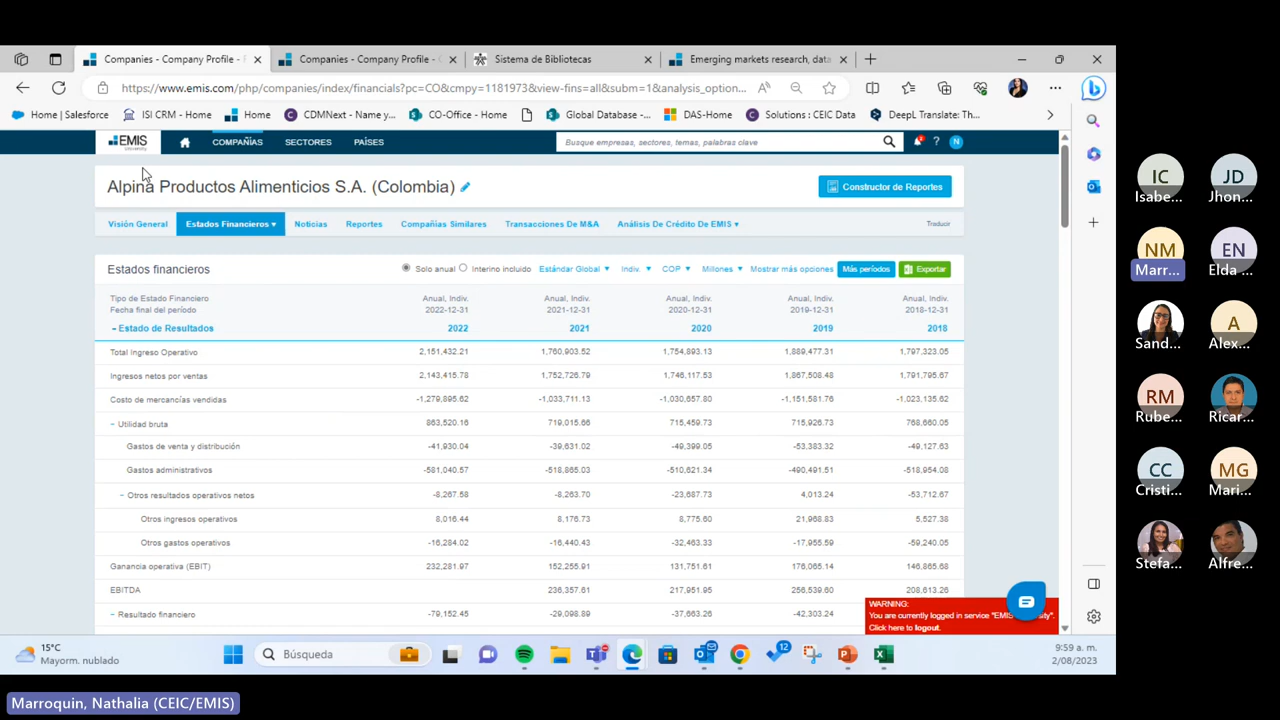 Companies - Company Profile -
Companies - Company Profile -
Sistema de Bibliotecas
Emerging markets research, data
https://www.emis.com/php/companies/index/financials?pc=CO&cmpy=1181973&view-fins=all&subm=1&analysis_option...
Home | Salesforce
ISI CRM - Home
Home
CDMNext - My Rep...
CO-Office - Home
Global Database -...
DAS-Home
Solutions : CEIC Data
DeepL Translate: Th...
EMIS
University
COMPAÑÍAS
SECTORES
PAÍSES
Busque empresas, sectores, temas, palabras clave
?
N
Alpina Productos Alimenticios S.A. (Colombia)
Constructor de Reportes
Visión General
Estados Financieros
Noticias
Reportes
Compañías Similares
Transacciones De M&A
Análisis De Crédito De EMIS
Traducir
Estados financieros
Solo anual
Interino incluido
Estándar Global
Indiv.
COP
Millones
Mostrar más opciones
Más períodos
Exportar
Tipo de Estado Financiero Anual, Indiv. Anual, Indiv. Anual, Indiv. Anual, Indiv. Anual, Indiv.
Fecha final del período 2022-12-31 2021-12-31 2020-12-31 2019-12-31 2018-12-31
– Estado de Resultados 2022 2021 2020 2019 2018
Total Ingreso Operativo 2,151,432.21 1,760,903.52 1,754,893.13 1,889,477.31 1,797,323.05
Ingresos netos por ventas 2,143,415.78 1,752,726.79 1,746,117.53 1,867,508.48 1,791,795.67
Costo de mercancías vendidas -1,279,895.62 -1,033,711.13 -1,030,657.80 -1,151,581.76 -1,023,135.62
– Utilidad bruta 863,520.16 719,015.66 715,459.73 715,926.73 768,660.05
Gastos de venta y distribución -41,930.04 -39,631.02 -49,399.05 -53,383.32 -49,127.63
Gastos administrativos -581,040.57 -518,865.03 -510,621.34 -490,491.51 -518,954.08
– Otros resultados operativos netos -8,267.58 -8,263.70 -23,687.73 4,013.24 -53,712.67
Otros ingresos operativos 8,016.44 8,176.73 8,775.60 21,968.83 5,527.38
Otros gastos operativos -16,284.02 -16,440.43 -32,463.33 -17,955.59 -59,240.05
Ganancia operativa (EBIT) 232,281.97 152,255.91 131,751.61 176,065.14 146,865.68
EBITDA 236,357.61 217,951.95 256,539.60 208,613.26
– Resultado financiero -79,152.45 -29,098.89 -37,663.26 -42,303.24
WARNING:
You are currently logged in service "EMIS
Click here to logout.
15°C
Mayorm. nublado
Búsqueda
12
9:59 a. m.
2/08/2023
IC
Isabe...
JD
Jhon...
NM
Marr...
EN
Elda ...
Sand...
A
Alex...
RM
Rube...
Ricar...
CC
Cristi...
MG
Mari...
Stefa...
Alfre...
Marroquin, Nathalia (CEIC/EMIS)